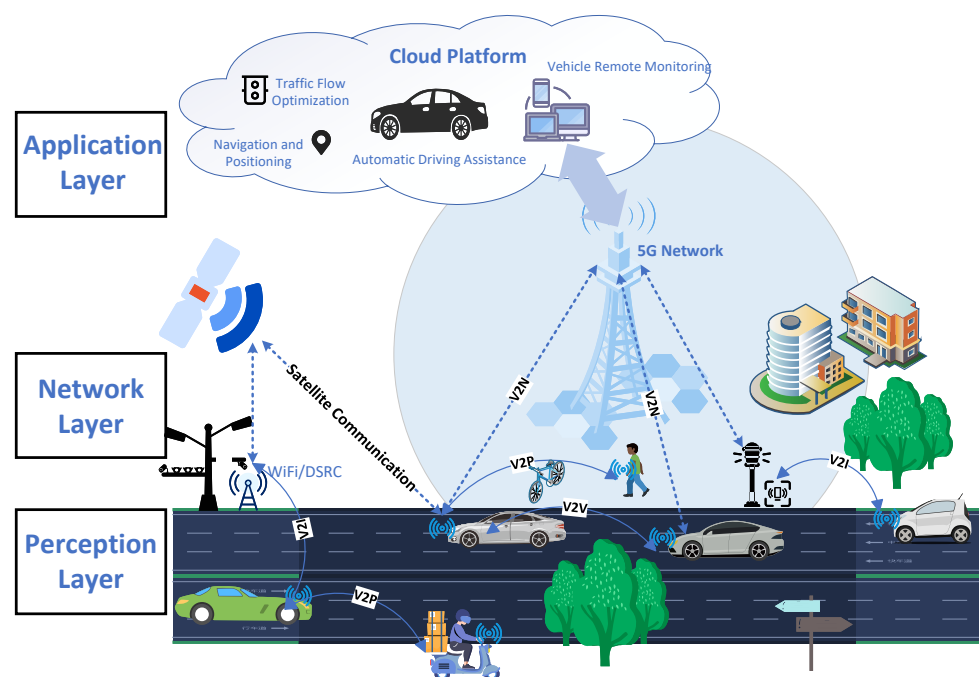 Cloud Platform
Vehicle Remote Monitoring
Traffic Flow
Optimization
Navigation and
Positioning
Automatic Driving Assistance
Application
Layer
5G Network
Network
Layer
Satellite Communication
V2N
V2N
WiFi/DSRC
V2P
V2I
V2V
V2I
Perception
Layer
V2P